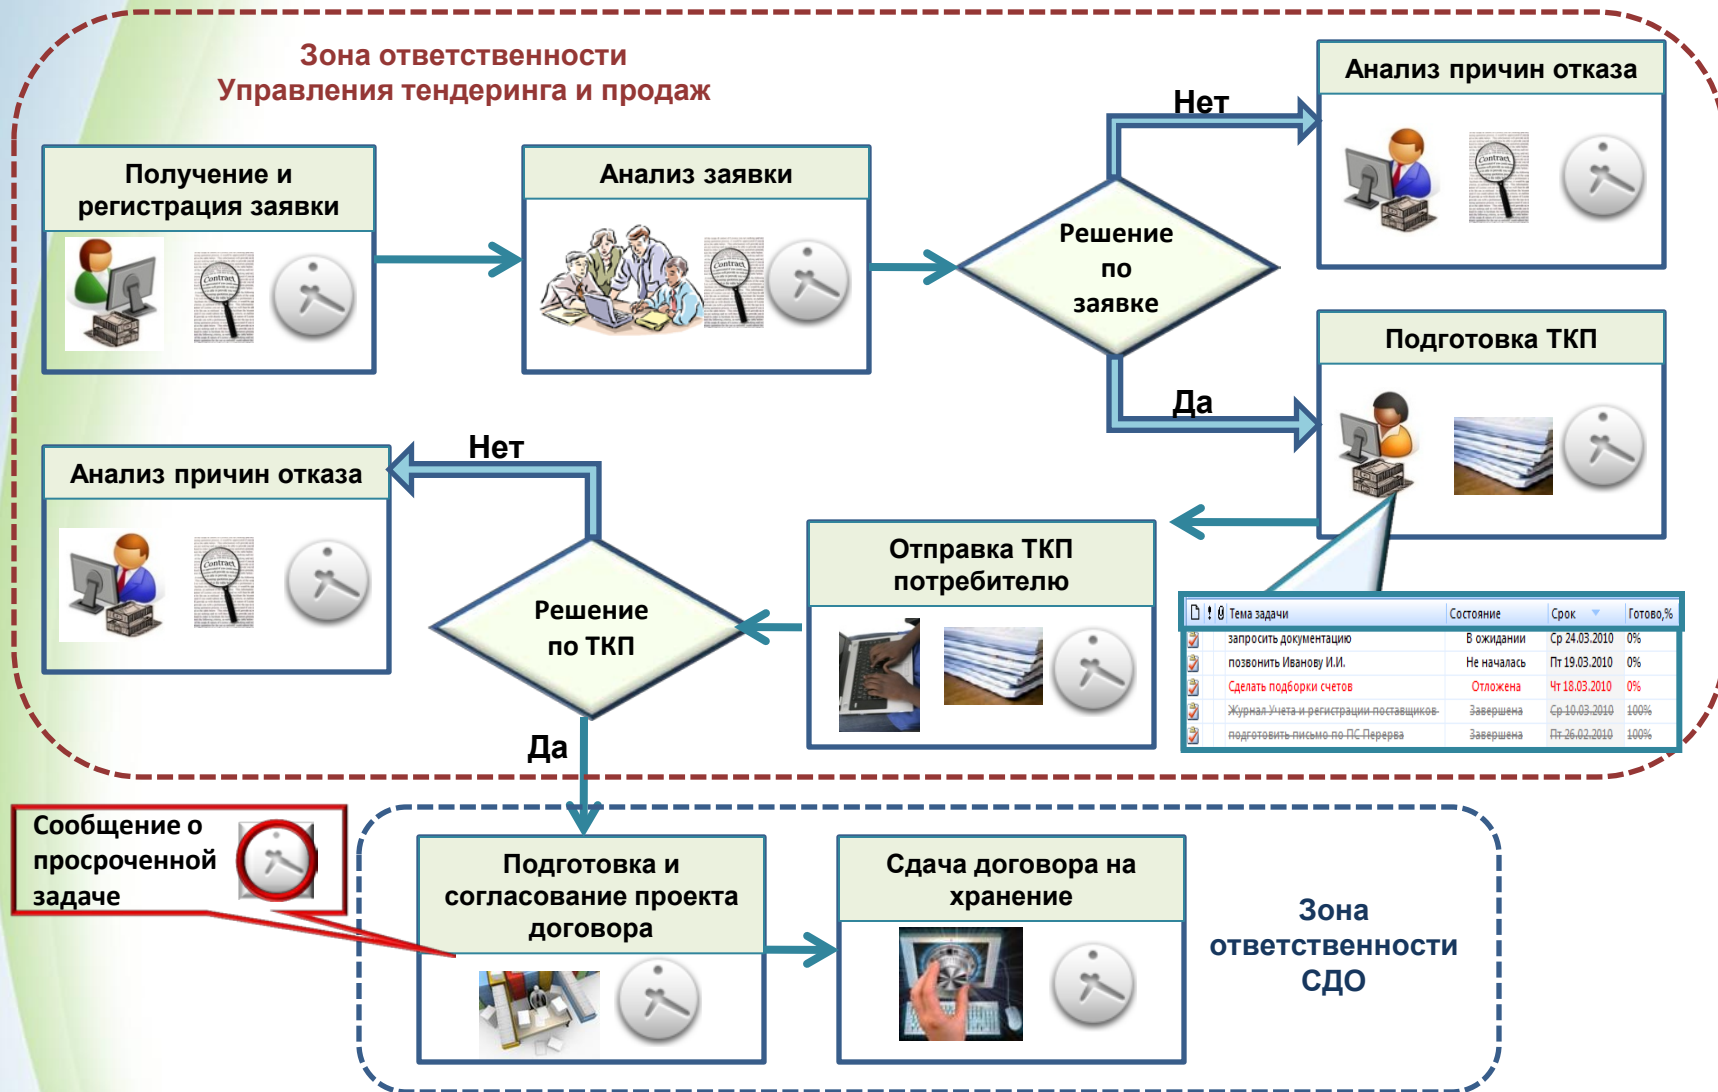 Зона ответственности
Управления тендеринга и продаж
Получение и
регистрация заявки
Contract
Анализ заявки
Contract
Решение
по
заявке
Нет
Анализ причин отказа
Contract
Да
Подготовка ТКП
Тема задачи Состояние Срок Готово,%
запросить документацию В ожидании Ср 24.03.2010 0%
позвонить Иванову И.И. Не началась Пт 19.03.2010 0%
Сделать подборки счетов Отложена Чт 18.03.2010 0%
Журнал Учета и регистрации поставщиков Завершена Ср 10.03.2010 100%
подготовить письмо по ПС Перерва Завершена Пт 26.02.2010 100%
Отправка ТКП
потребителю
Решение
по ТКП
Нет
Анализ причин отказа
Contract
Да
Сообщение о
просроченной
задаче
Подготовка и
согласование проекта
договора
Сдача договора на
хранение
Зона
ответственности
СДО